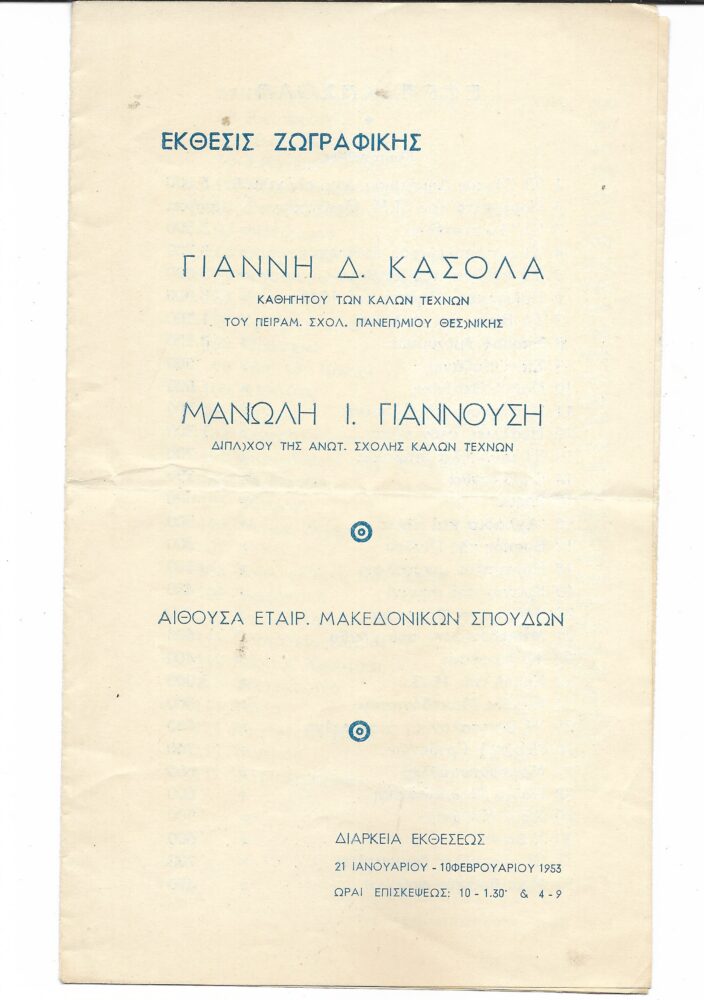 ΕΚΘΕΣΙΣ ΖΩΓΡΑΦΙΚΗΣ
ΓΙΑΝΝΗ Δ. ΚΑΣΟΛΑ
ΚΑΘΗΓΗΤΟΥ ΤΩΝ ΚΑΛΩΝ ΤΕΧΝΩΝ
ΤΟΥ ΠΕΙΡΑΜ. ΣΧΟΛ. ΠΑΝΕΠ)ΜΙΟΥ ΘΕΣ)ΝΙΚΗΣ
ΜΑΝΩΛΗ Ι. ΓΙΑΝΝΟΥΣΗ
ΔΙΠΛ)ΧΟΥ ΤΗΣ ΑΝΩΤ. ΣΧΟΛΗΣ ΚΑΛΩΝ ΤΕΧΝΩΝ
ΑΙΘΟΥΣΑ ΕΤΑΙΡ. ΜΑΚΕΔΟΝΙΚΩΝ ΣΠΟΥΔΩΝ
ΔΙΑΡΚΕΙΑ ΕΚΘΕΣΕΩΣ
21 ΙΑΝΟΥΑΡΙΟΥ - 10ΦΕΒΡΟΥΑΡΙΟΥ 1953
ΩΡΑΙ ΕΠΙΣΚΕΨΕΩΣ: 10 - 1.30' & 4 - 9